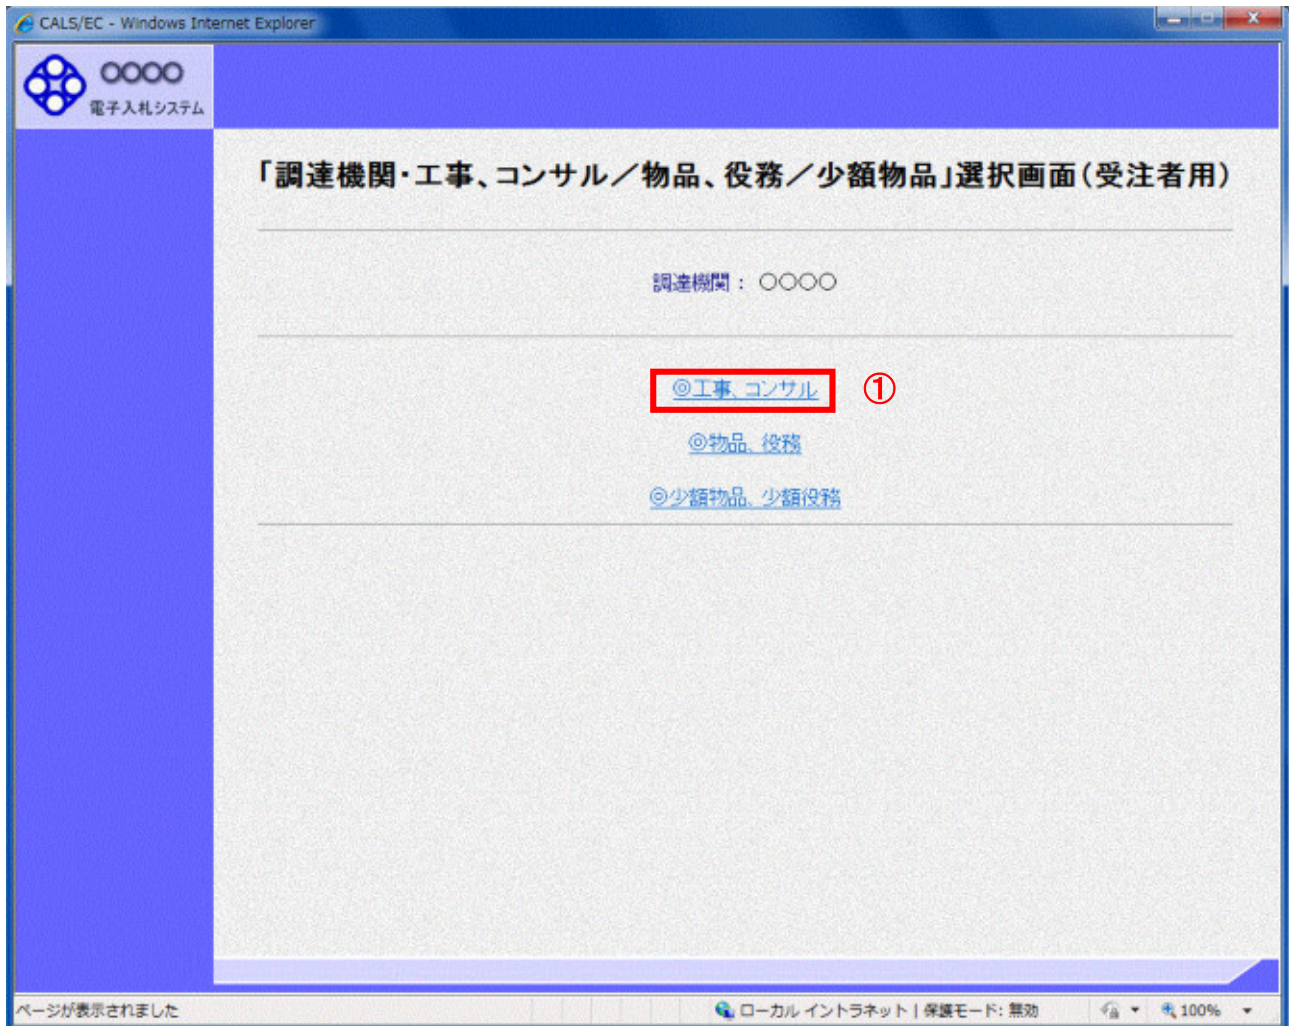 CALS/EC - Windows Internet Explorer
○○○○
電子入札システム
「調達機関・工事、コンサル／物品、役務／少額物品」選択画面（受注者用）
調達機関： ○○○○
◎工事、コンサル ①
◎物品、役務
◎少額物品、少額役務
ページが表示されました ローカル イントラネット | 保護モード: 無効 100%